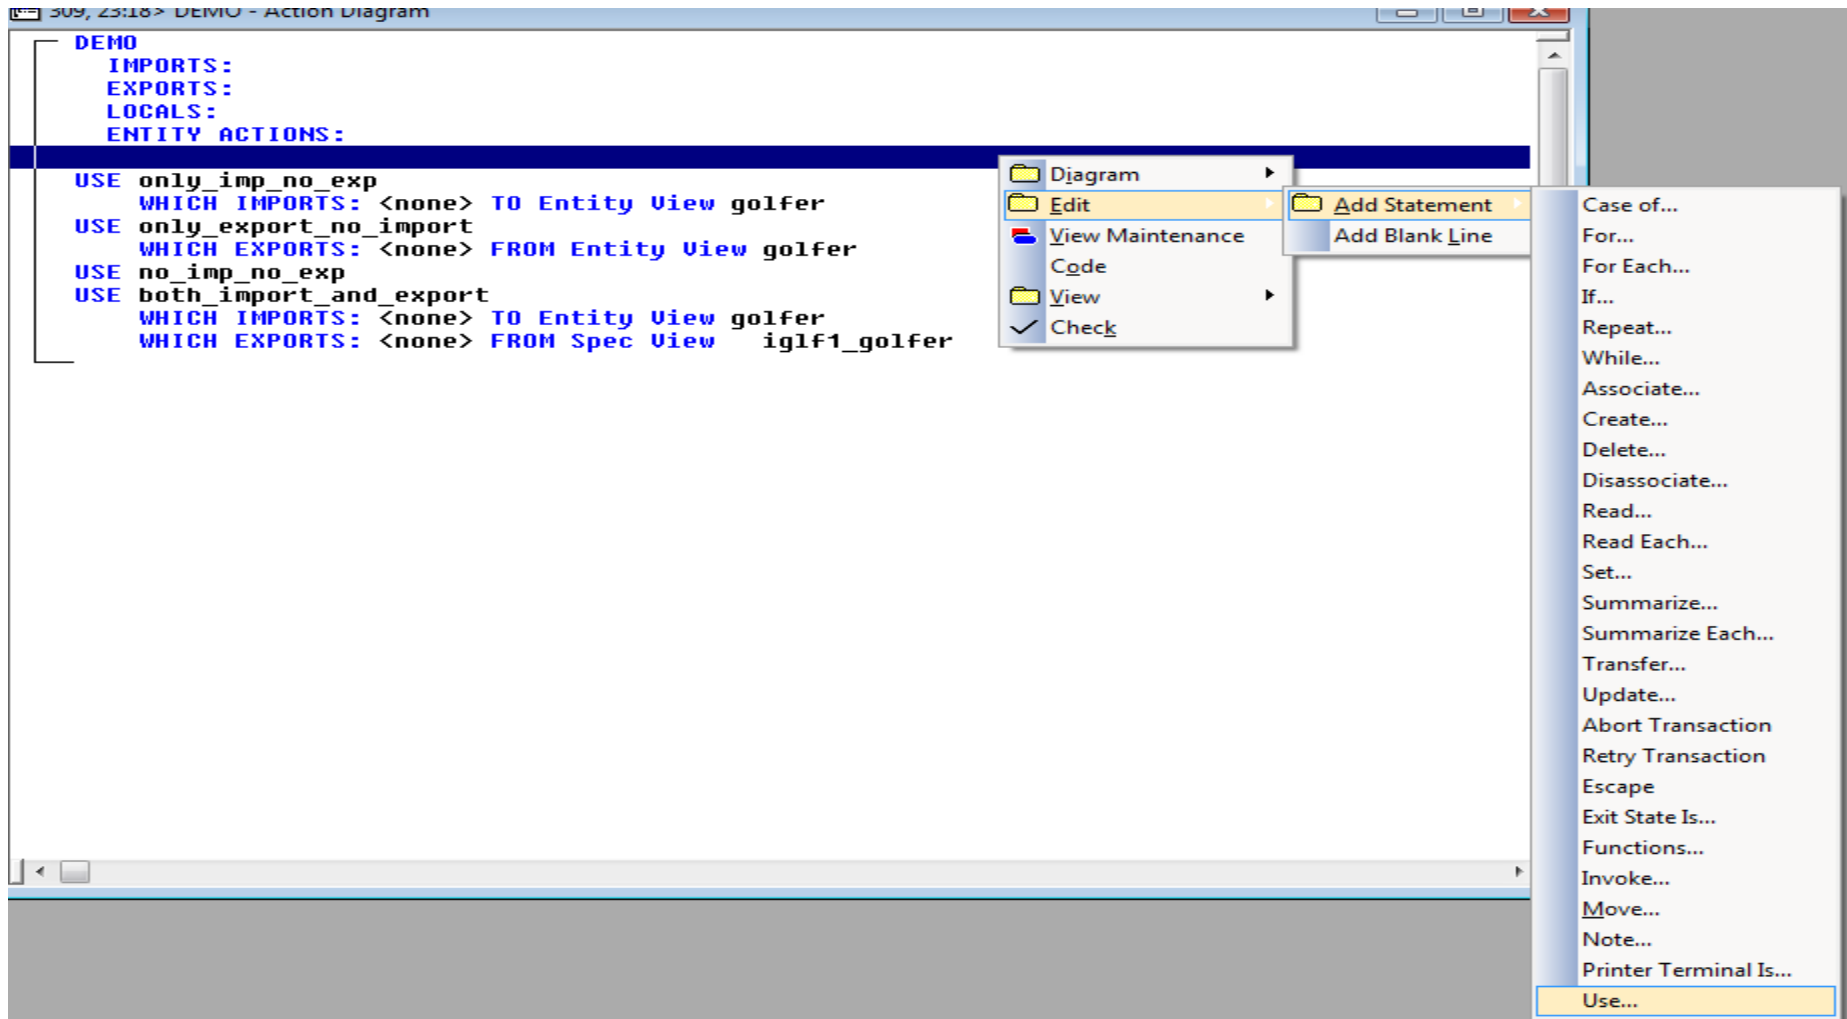 309, 23:18> DEMO - Action Diagram
DEMO
IMPORTS:
EXPORTS:
LOCALS:
ENTITY ACTIONS:
USE only_imp_no_exp
WHICH IMPORTS: <none> TO Entity View golfer
USE only_export_no_import
WHICH EXPORTS: <none> FROM Entity View golfer
USE no_imp_no_exp
USE both_import_and_export
WHICH IMPORTS: <none> TO Entity View golfer
WHICH EXPORTS: <none> FROM Spec View iglf1_golfer
Diagram
Edit
View Maintenance
Code
View
Check
Add Statement
Add Blank Line
Case of...
For...
For Each...
If...
Repeat...
While...
Associate...
Create...
Delete...
Disassociate...
Read...
Read Each...
Set...
Summarize...
Summarize Each...
Transfer...
Update...
Abort Transaction
Retry Transaction
Escape
Exit State Is...
Functions...
Invoke...
Move...
Note...
Printer Terminal Is...
Use...